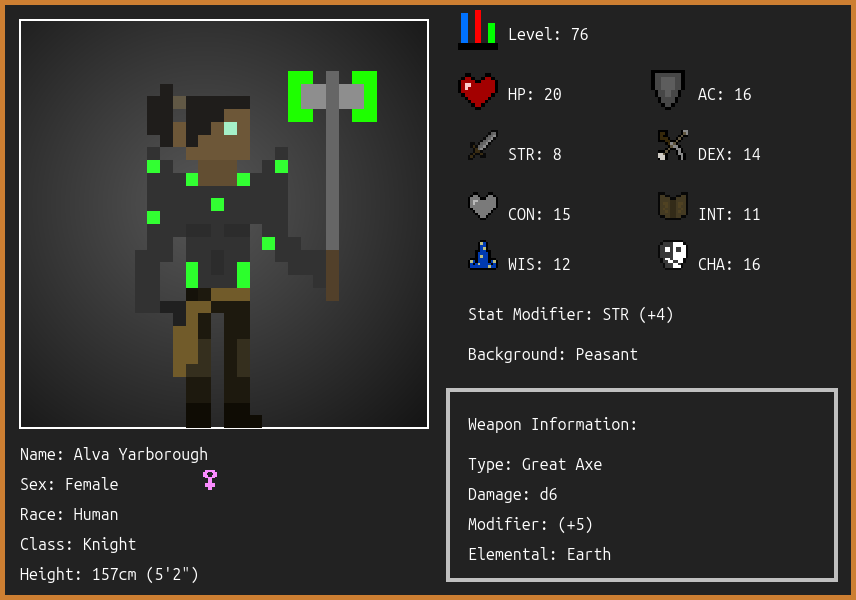 Level: 76
HP: 20
AC: 16
STR: 8
DEX: 14
CON: 15
INT: 11
WIS: 12
CHA: 16
Stat Modifier: STR (+4)
Background: Peasant
Weapon Information:
Type: Great Axe
Damage: d6
Modifier: (+5)
Elemental: Earth
Name: Alva Yarborough
Sex: Female
Race: Human
Class: Knight
Height: 157cm (5'2")